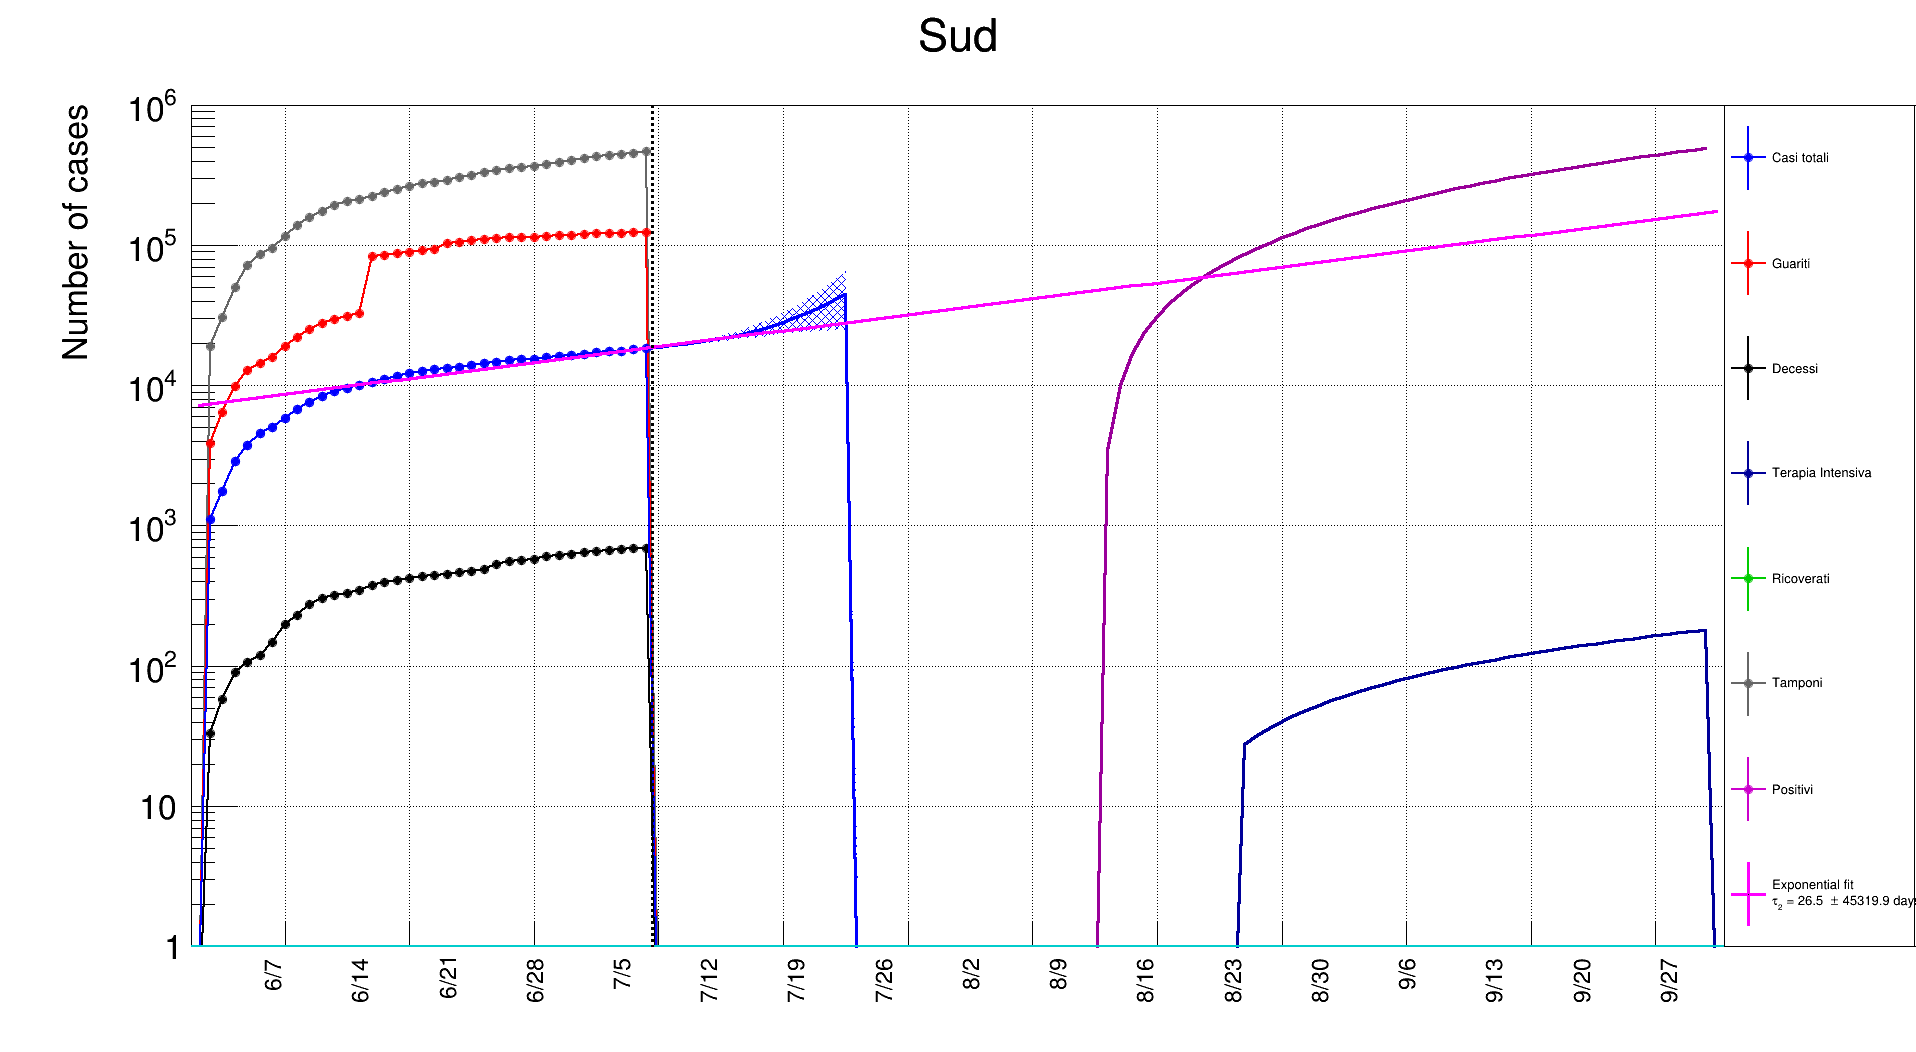 Sud
Number of cases
10^6
10^5
10^4
10^3
10^2
10
1
6/7
6/14
6/21
6/28
7/5
7/12
7/19
7/26
8/2
8/9
8/16
8/23
8/30
9/6
9/13
9/20
9/27
Casi totali
Guariti
Decessi
Terapia Intensiva
Ricoverati
Tamponi
Positivi
Exponential fit
τ₂ = 26.5 ± 45319.9 days